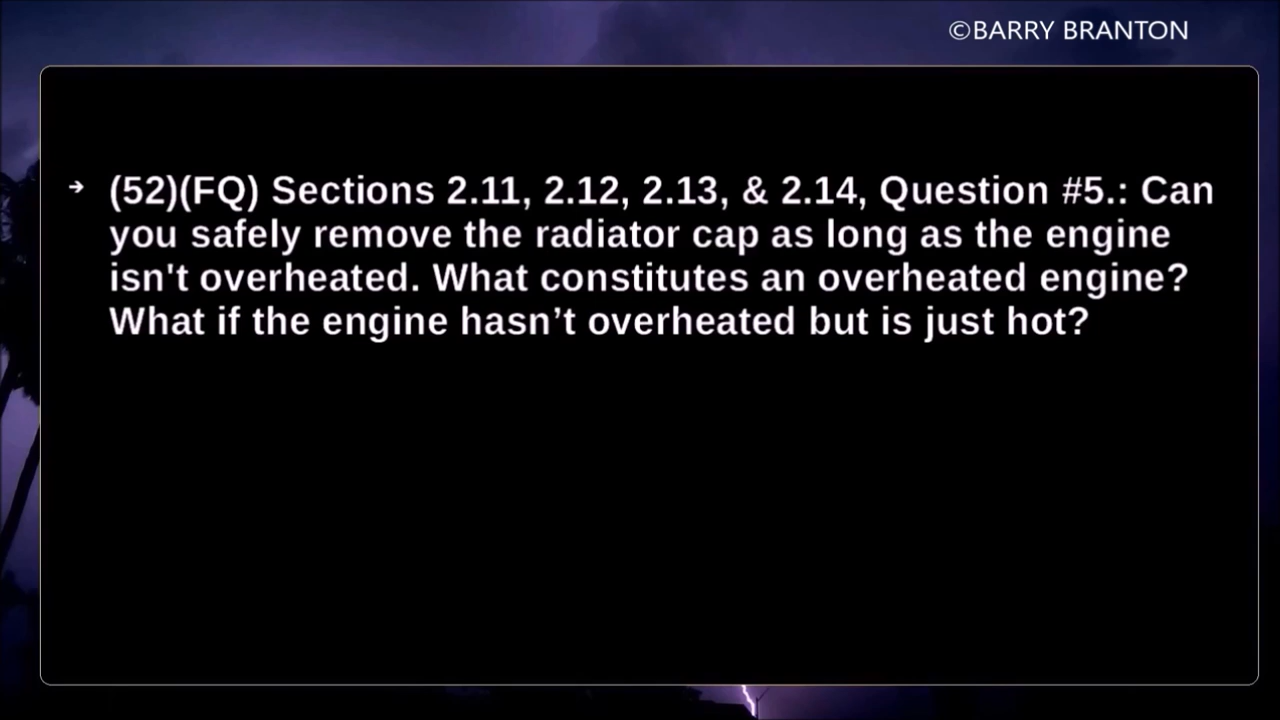 ©BARRY BRANTON
➔ (52)(FQ) Sections 2.11, 2.12, 2.13, & 2.14, Question #5.: Can
you safely remove the radiator cap as long as the engine
isn't overheated. What constitutes an overheated engine?
What if the engine hasn’t overheated but is just hot?